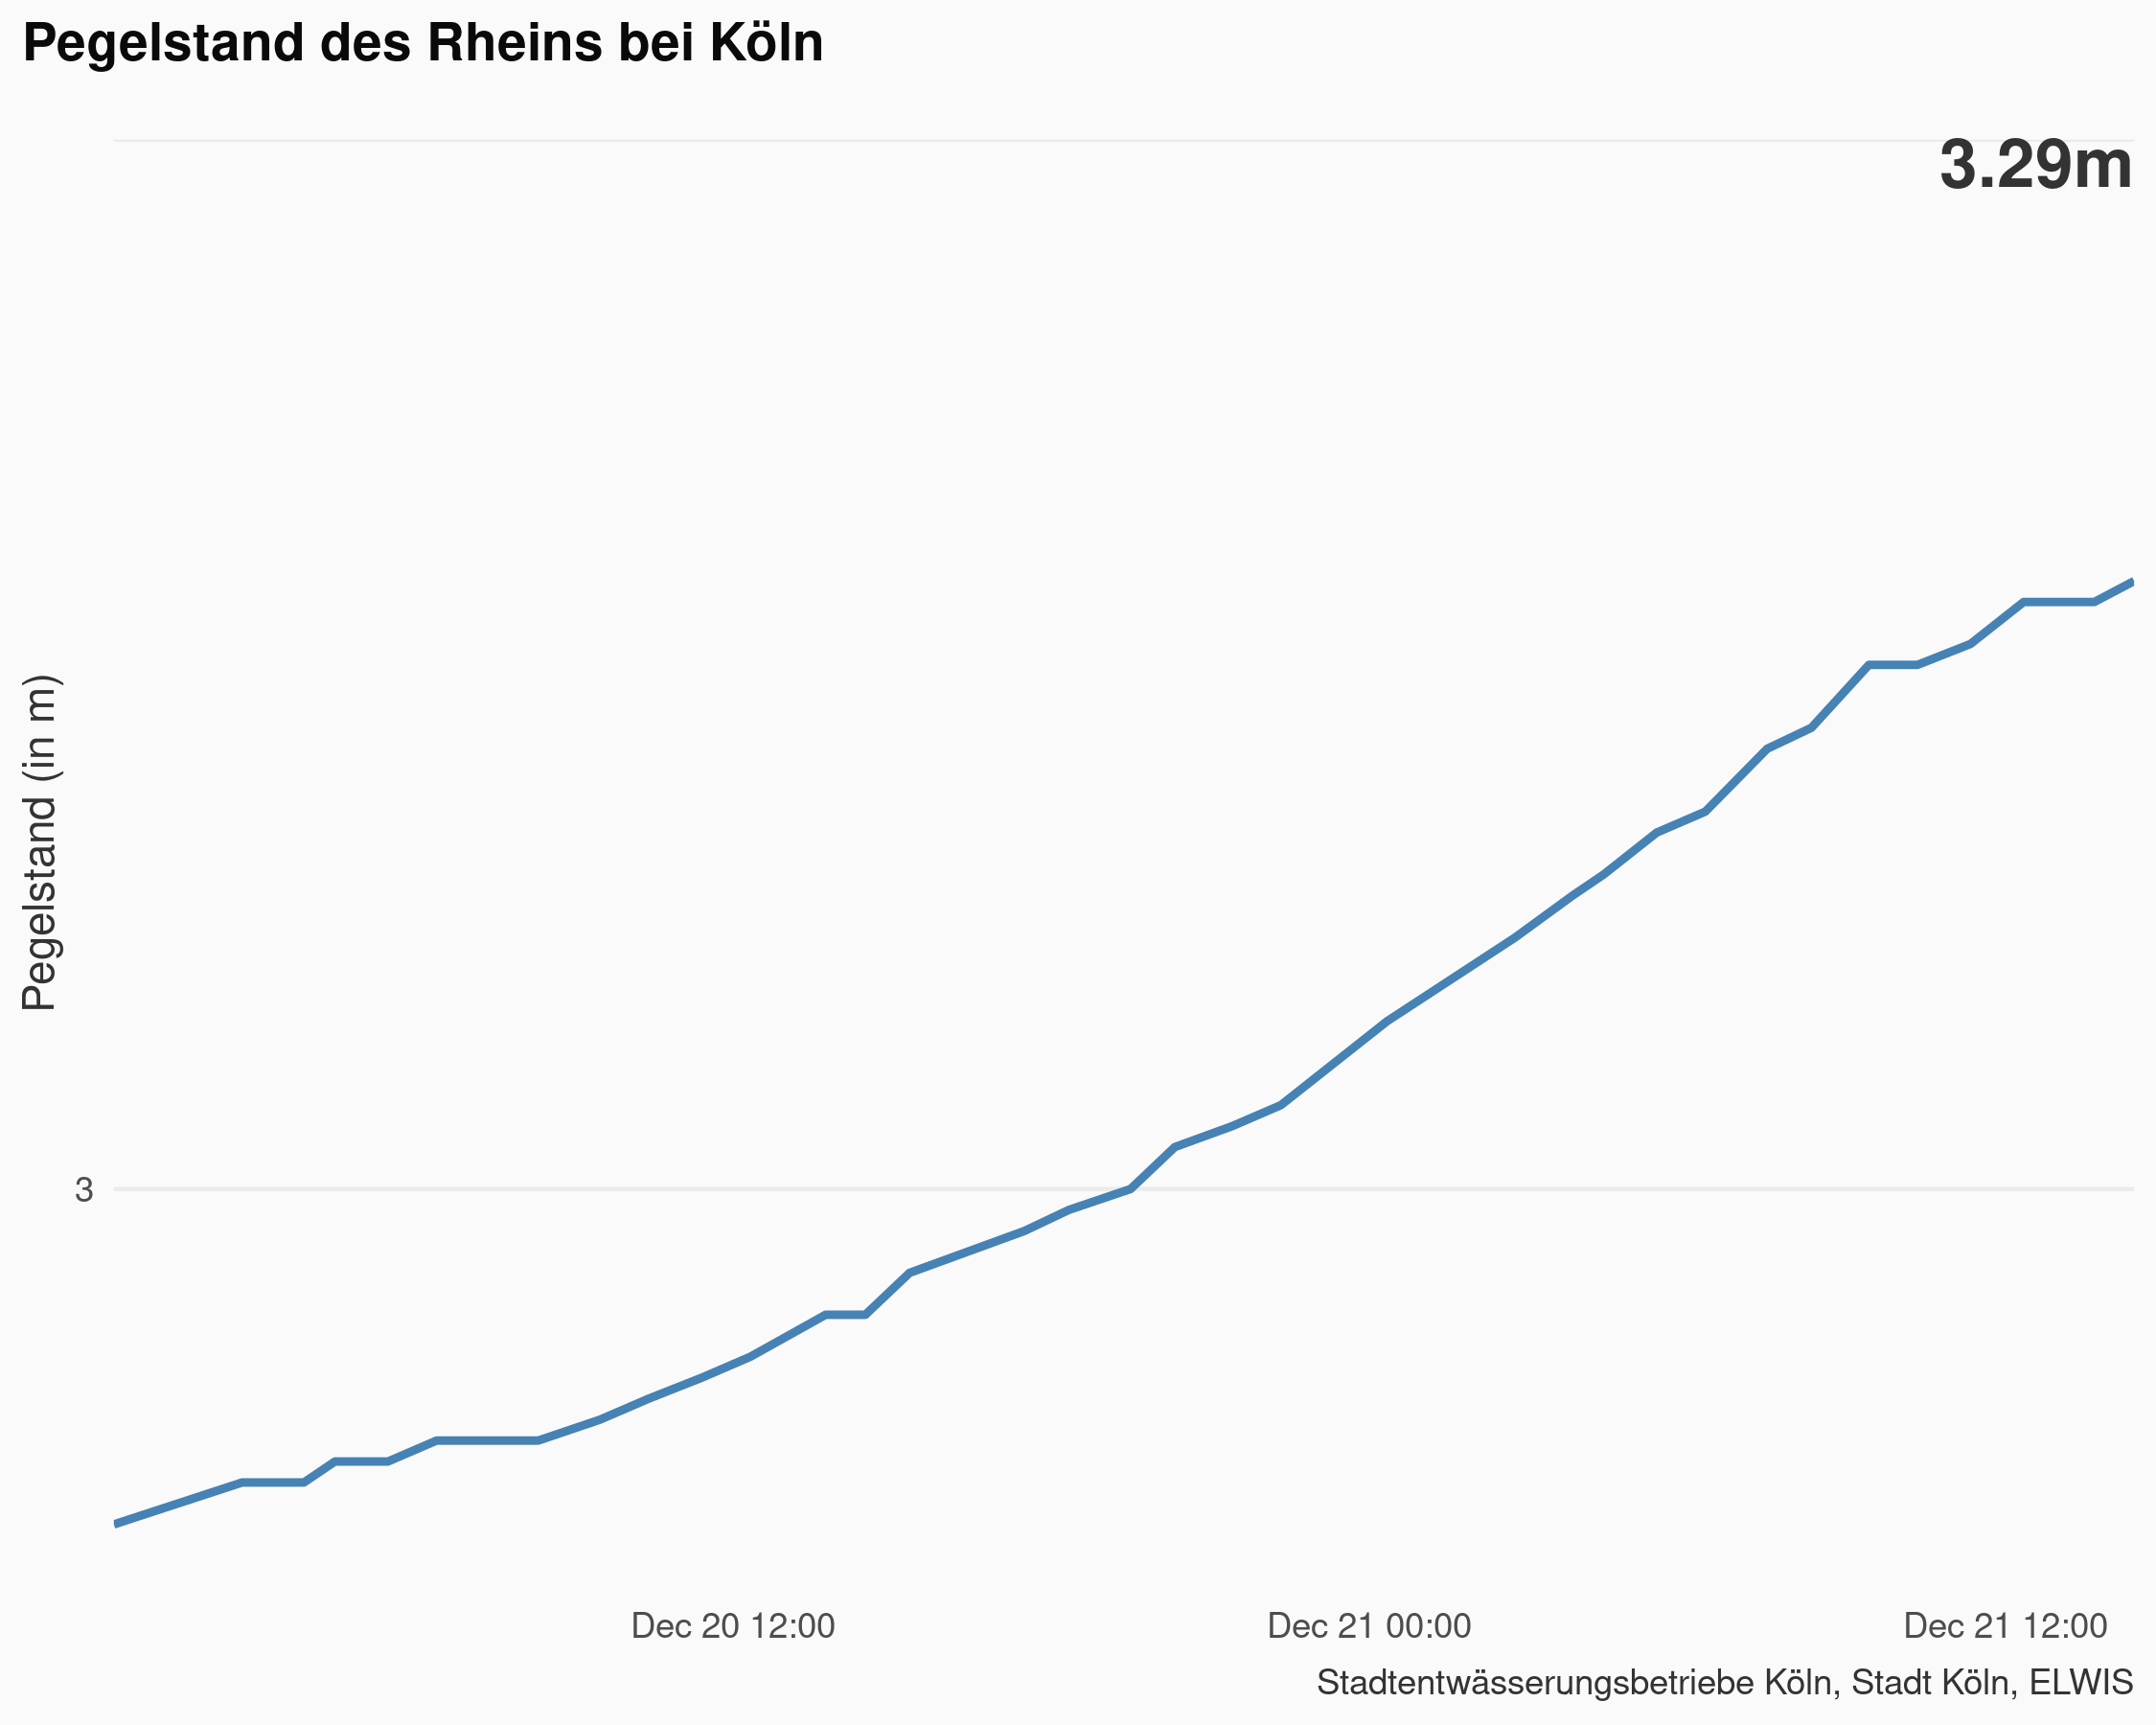 Pegelstand des Rheins bei Köln
3.29m
Pegelstand (in m)
3
Dec 20 12:00
Dec 21 00:00
Dec 21 12:00
Stadtentwässerungsbetriebe Köln, Stadt Köln, ELWIS